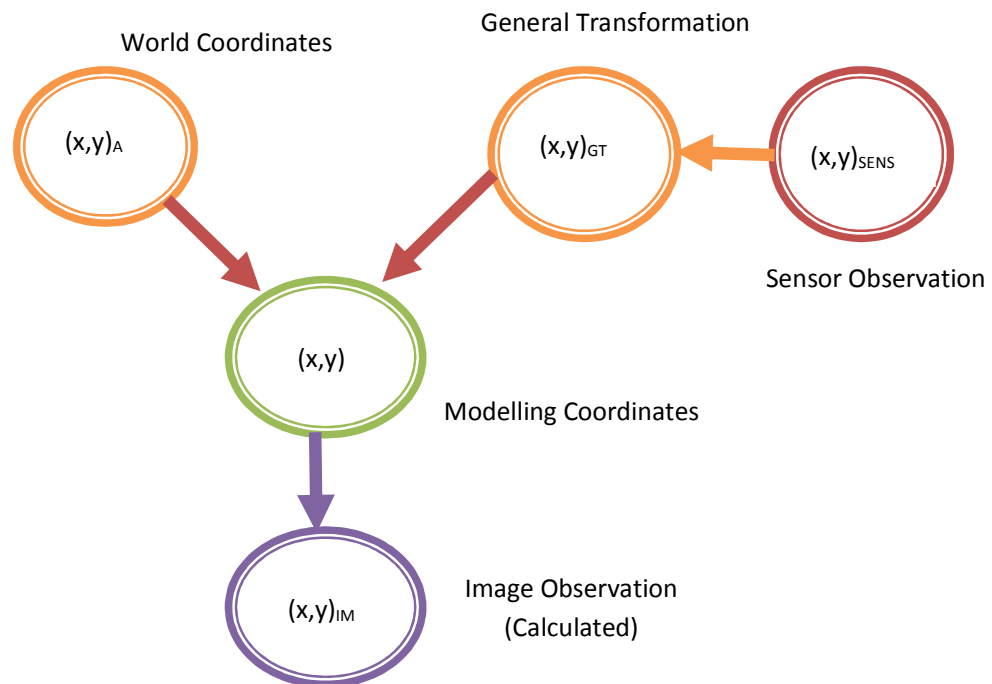 General Transformation
World Coordinates
(x,y)A
(x,y)GT
(x,y)SENS
Sensor Observation
(x,y)
Modelling Coordinates
Image Observation
(Calculated)
(x,y)IM